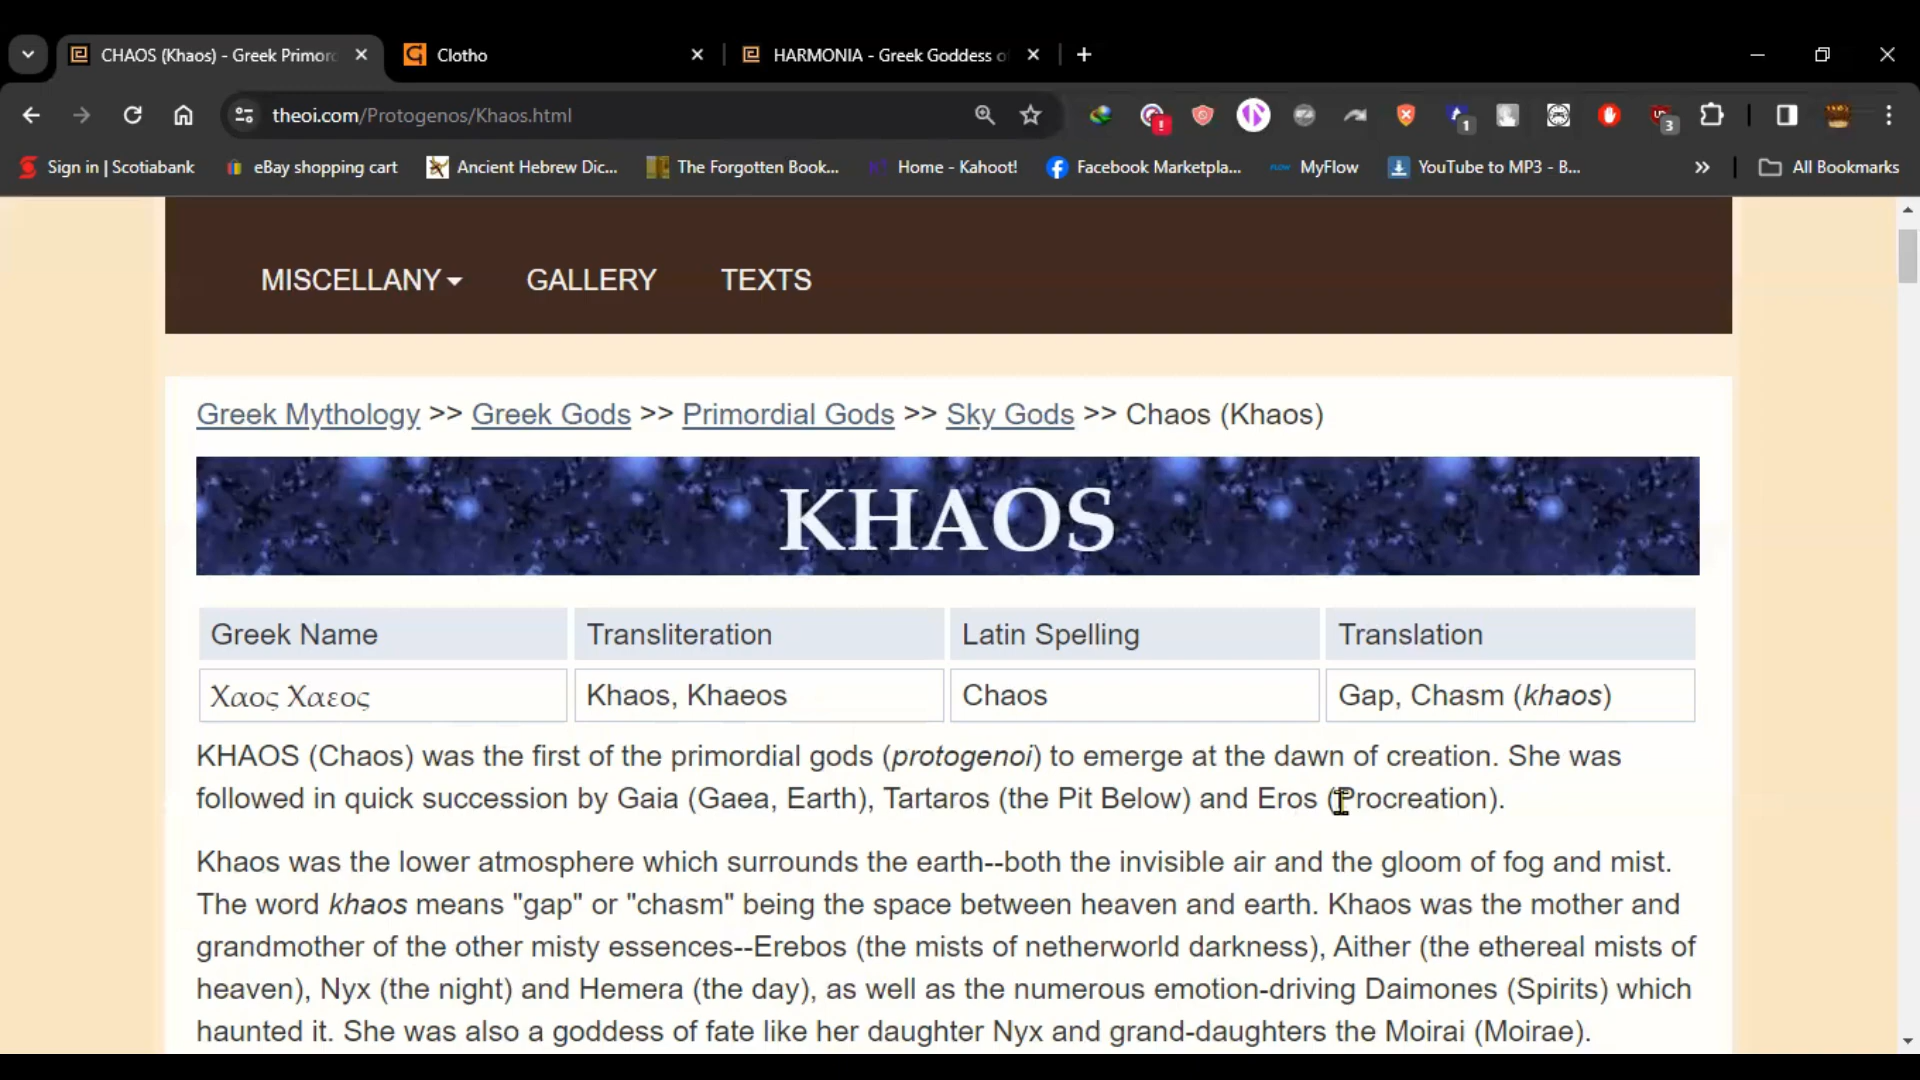 CHAOS (Khaos) - Greek Primor
Clotho
HARMONIA - Greek Goddess o
theoi.com/Protogenos/Khaos.html
1
3
Sign in | Scotiabank
eBay shopping cart
Ancient Hebrew Dic...
The Forgotten Book...
Home - Kahoot!
Facebook Marketpla...
MyFlow
YouTube to MP3 - B...
All Bookmarks
MISCELLANY GALLERY TEXTS
Greek Mythology >> Greek Gods >> Primordial Gods >> Sky Gods >> Chaos (Khaos)
KHAOS
Greek Name Transliteration Latin Spelling Translation
Χαος Χαεος Khaos, Khaeos Chaos Gap, Chasm (khaos)
KHAOS (Chaos) was the first of the primordial gods (protogenoi) to emerge at the dawn of creation. She was
followed in quick succession by Gaia (Gaea, Earth), Tartaros (the Pit Below) and Eros (Procreation).
Khaos was the lower atmosphere which surrounds the earth--both the invisible air and the gloom of fog and mist.
The word khaos means "gap" or "chasm" being the space between heaven and earth. Khaos was the mother and
grandmother of the other misty essences--Erebos (the mists of netherworld darkness), Aither (the ethereal mists of
heaven), Nyx (the night) and Hemera (the day), as well as the numerous emotion-driving Daimones (Spirits) which
haunted it. She was also a goddess of fate like her daughter Nyx and grand-daughters the Moirai (Moirae).